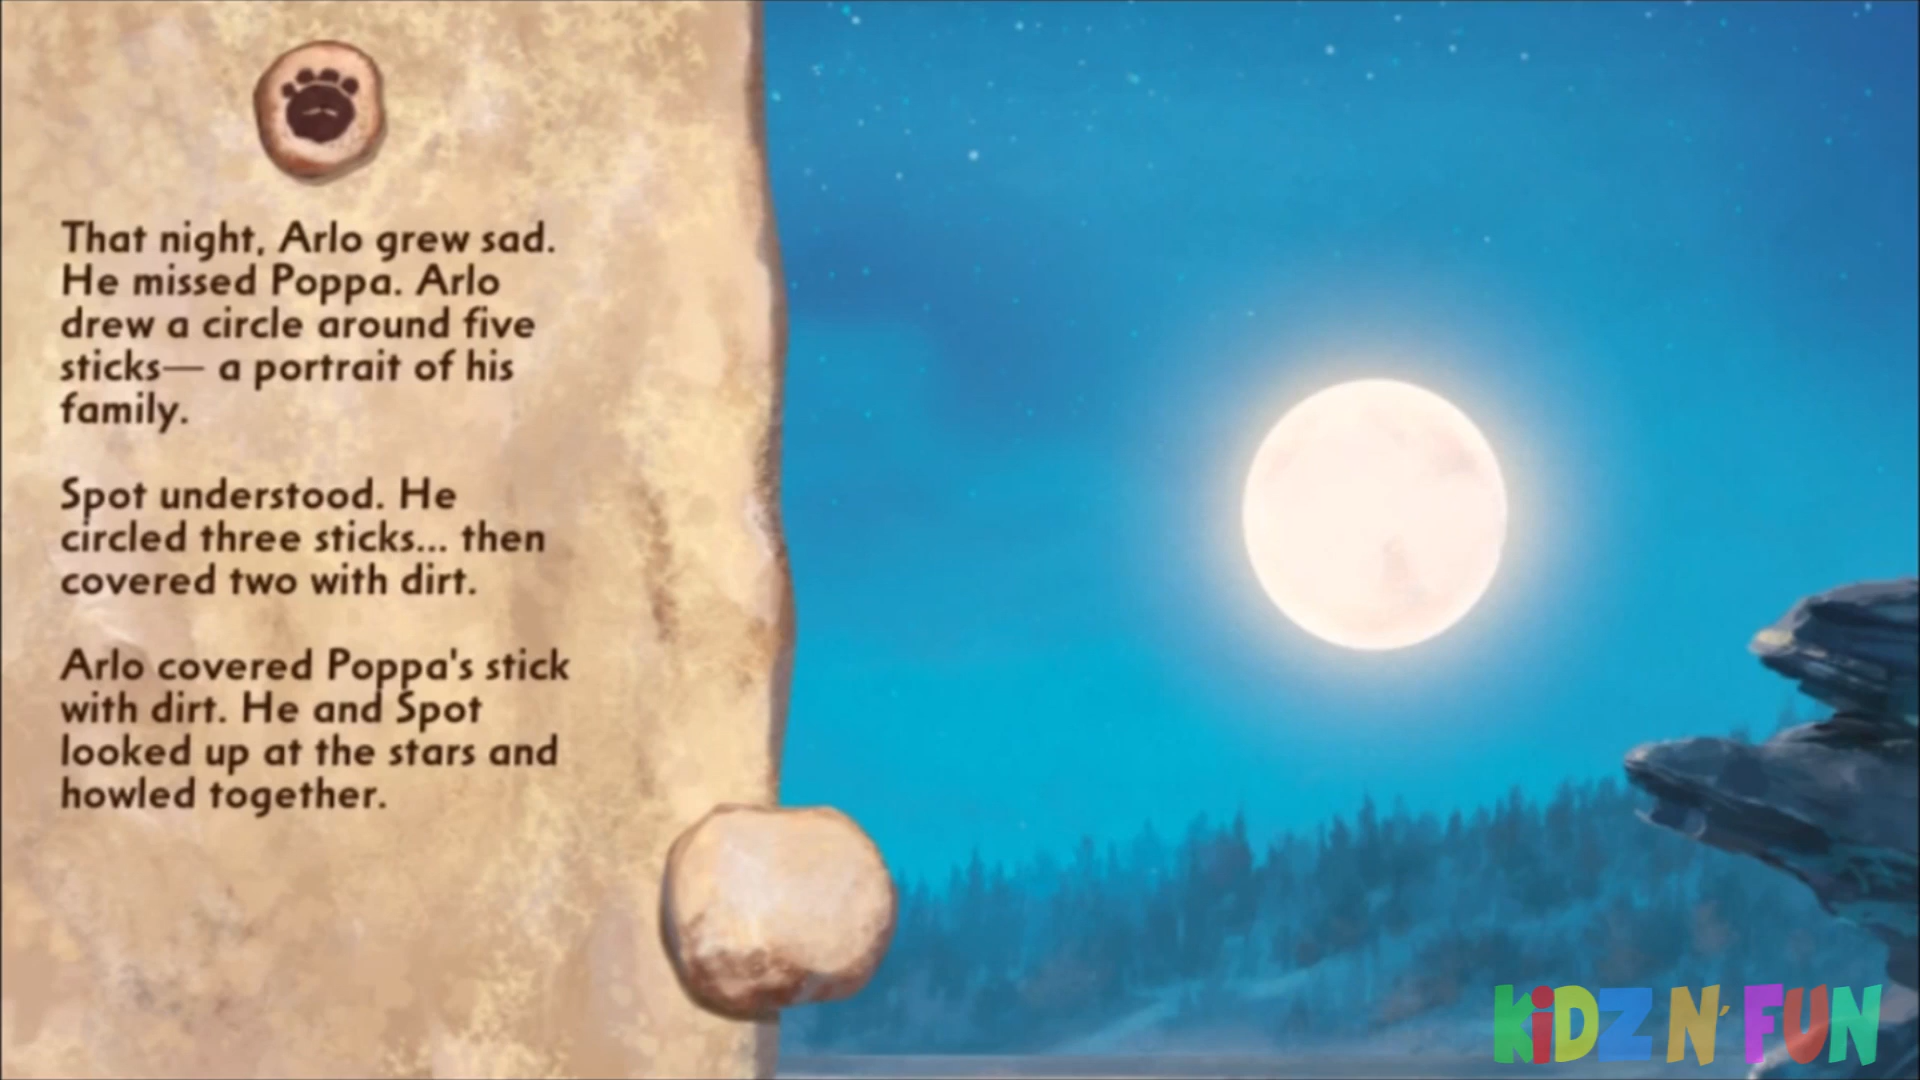 That night, Arlo grew sad.
He missed Poppa. Arlo
drew a circle around five
sticks— a portrait of his
family.
Spot understood. He
circled three sticks... then
covered two with dirt.
Arlo covered Poppa's stick
with dirt. He and Spot
looked up at the stars and
howled together.
KiDZ N' FUN